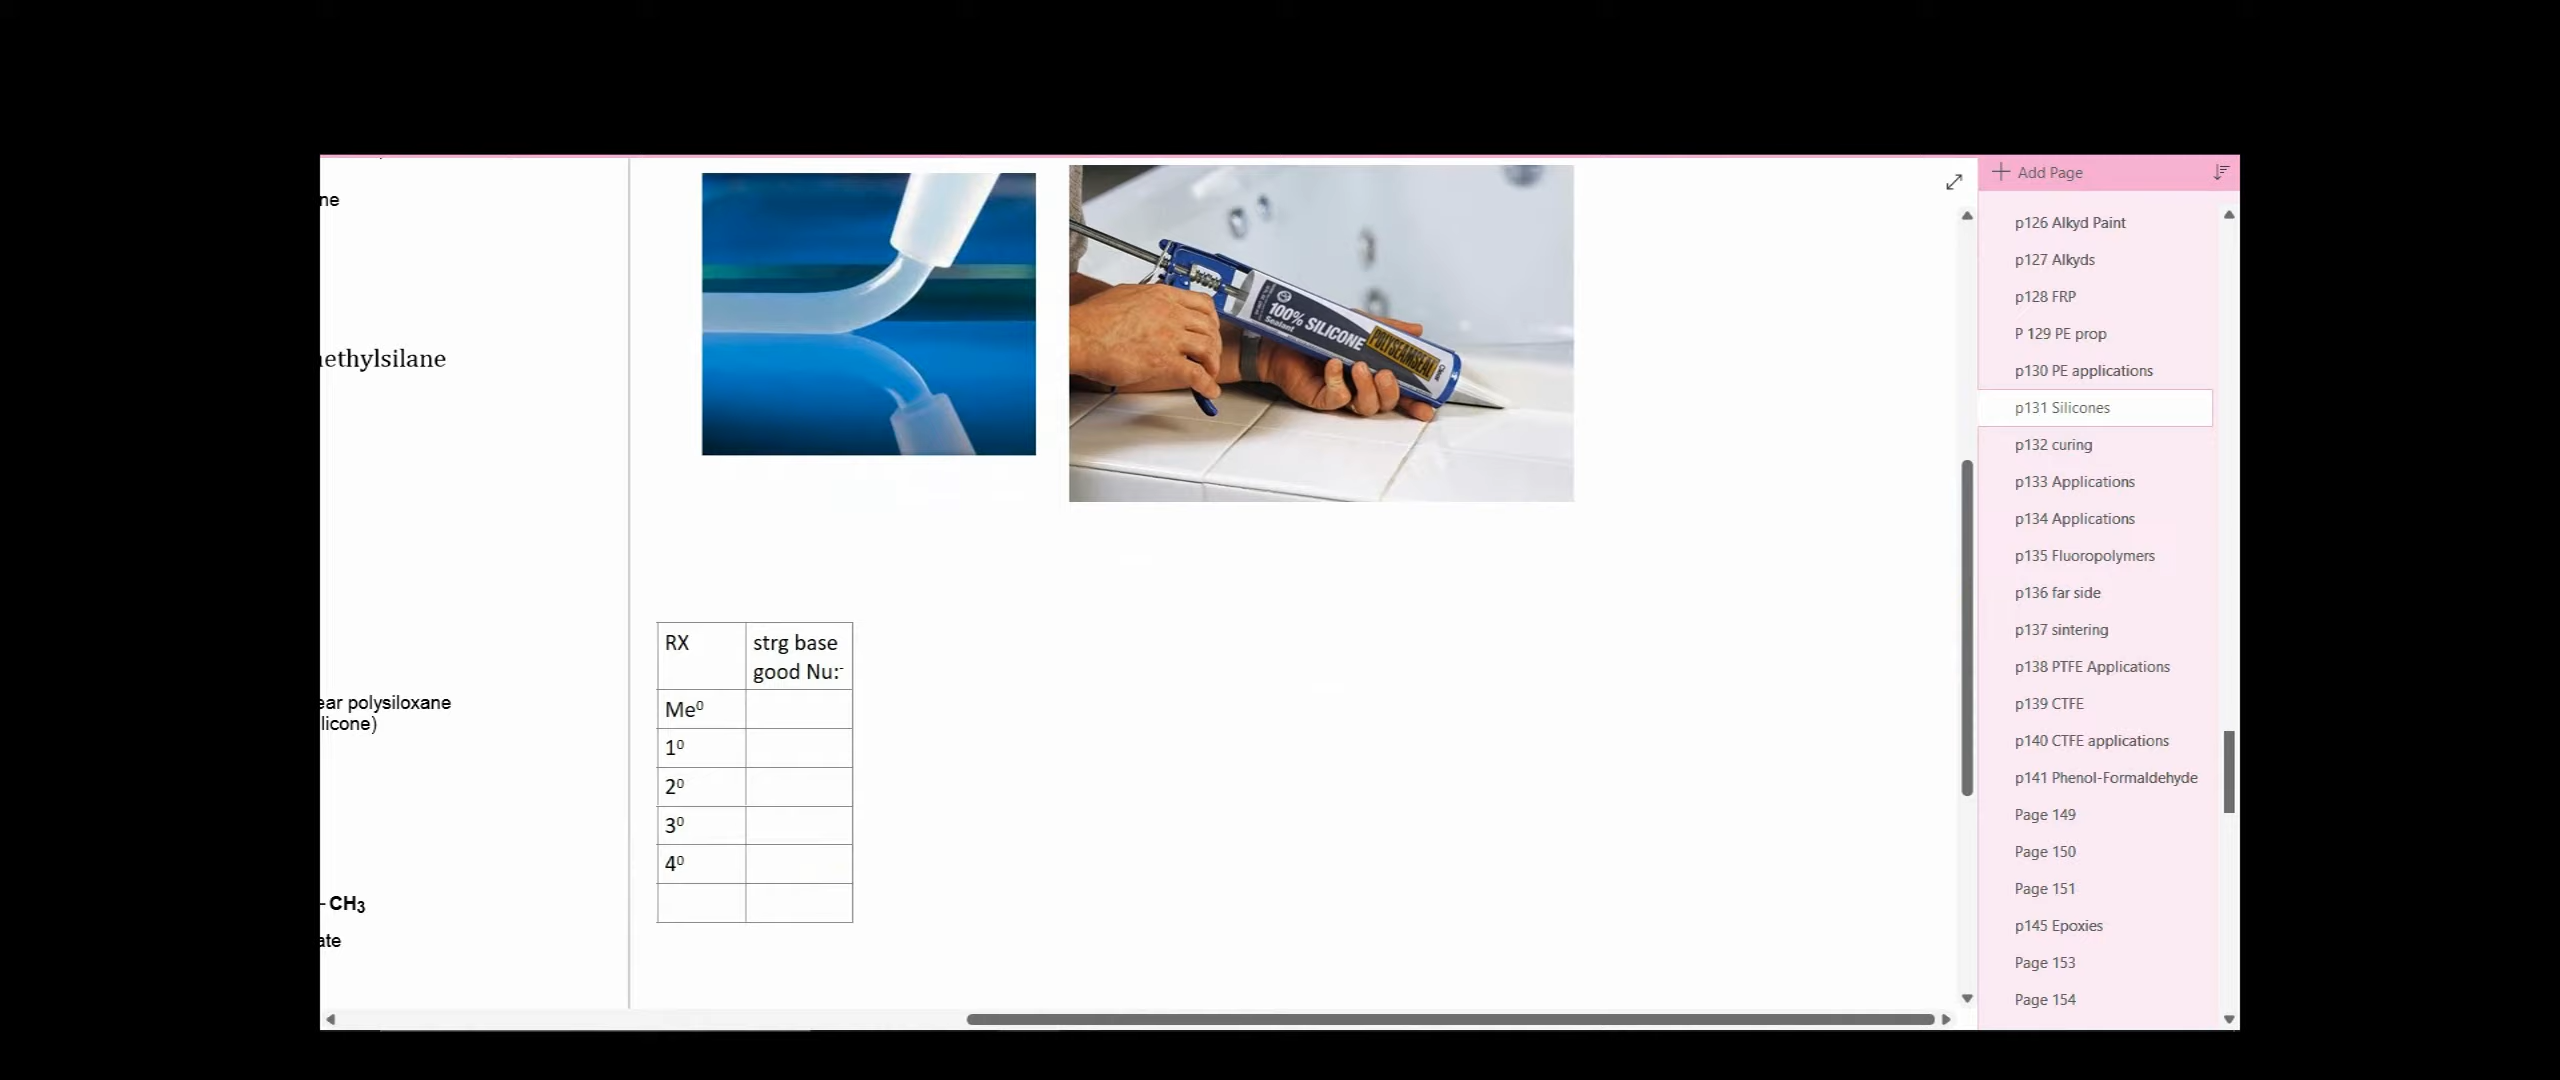 ne
ethylsilane
ear polysiloxane
licone)
CH3
ate
100% SILICONE
Sealant
POLYSEAMSEAL
RX
strg base
good Nu:-
Me⁰
1⁰
2⁰
3⁰
4⁰
Add Page
p126 Alkyd Paint
p127 Alkyds
p128 FRP
P 129 PE prop
p130 PE applications
p131 Silicones
p132 curing
p133 Applications
p134 Applications
p135 Fluoropolymers
p136 far side
p137 sintering
p138 PTFE Applications
p139 CTFE
p140 CTFE applications
p141 Phenol-Formaldehyde
Page 149
Page 150
Page 151
p145 Epoxies
Page 153
Page 154